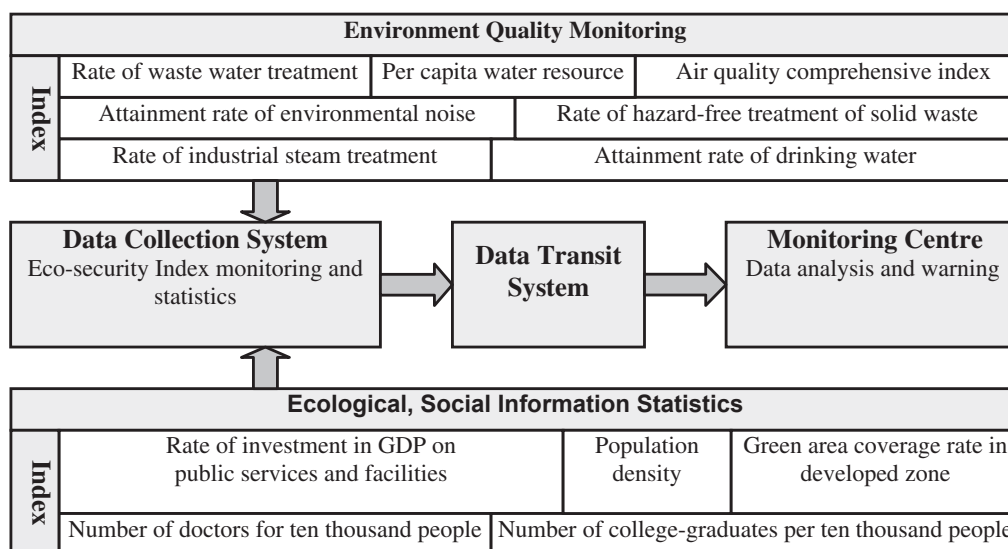 Environment Quality Monitoring
Index
Rate of waste water treatment
Per capita water resource
Air quality comprehensive index
Attainment rate of environmental noise
Rate of hazard-free treatment of solid waste
Rate of industrial steam treatment
Attainment rate of drinking water
Data Collection System
Eco-security Index monitoring and
statistics
Data Transit
System
Monitoring Centre
Data analysis and warning
Ecological, Social Information Statistics
Index
Rate of investment in GDP on
public services and facilities
Population
density
Green area coverage rate in
developed zone
Number of doctors for ten thousand people
Number of college-graduates per ten thousand people